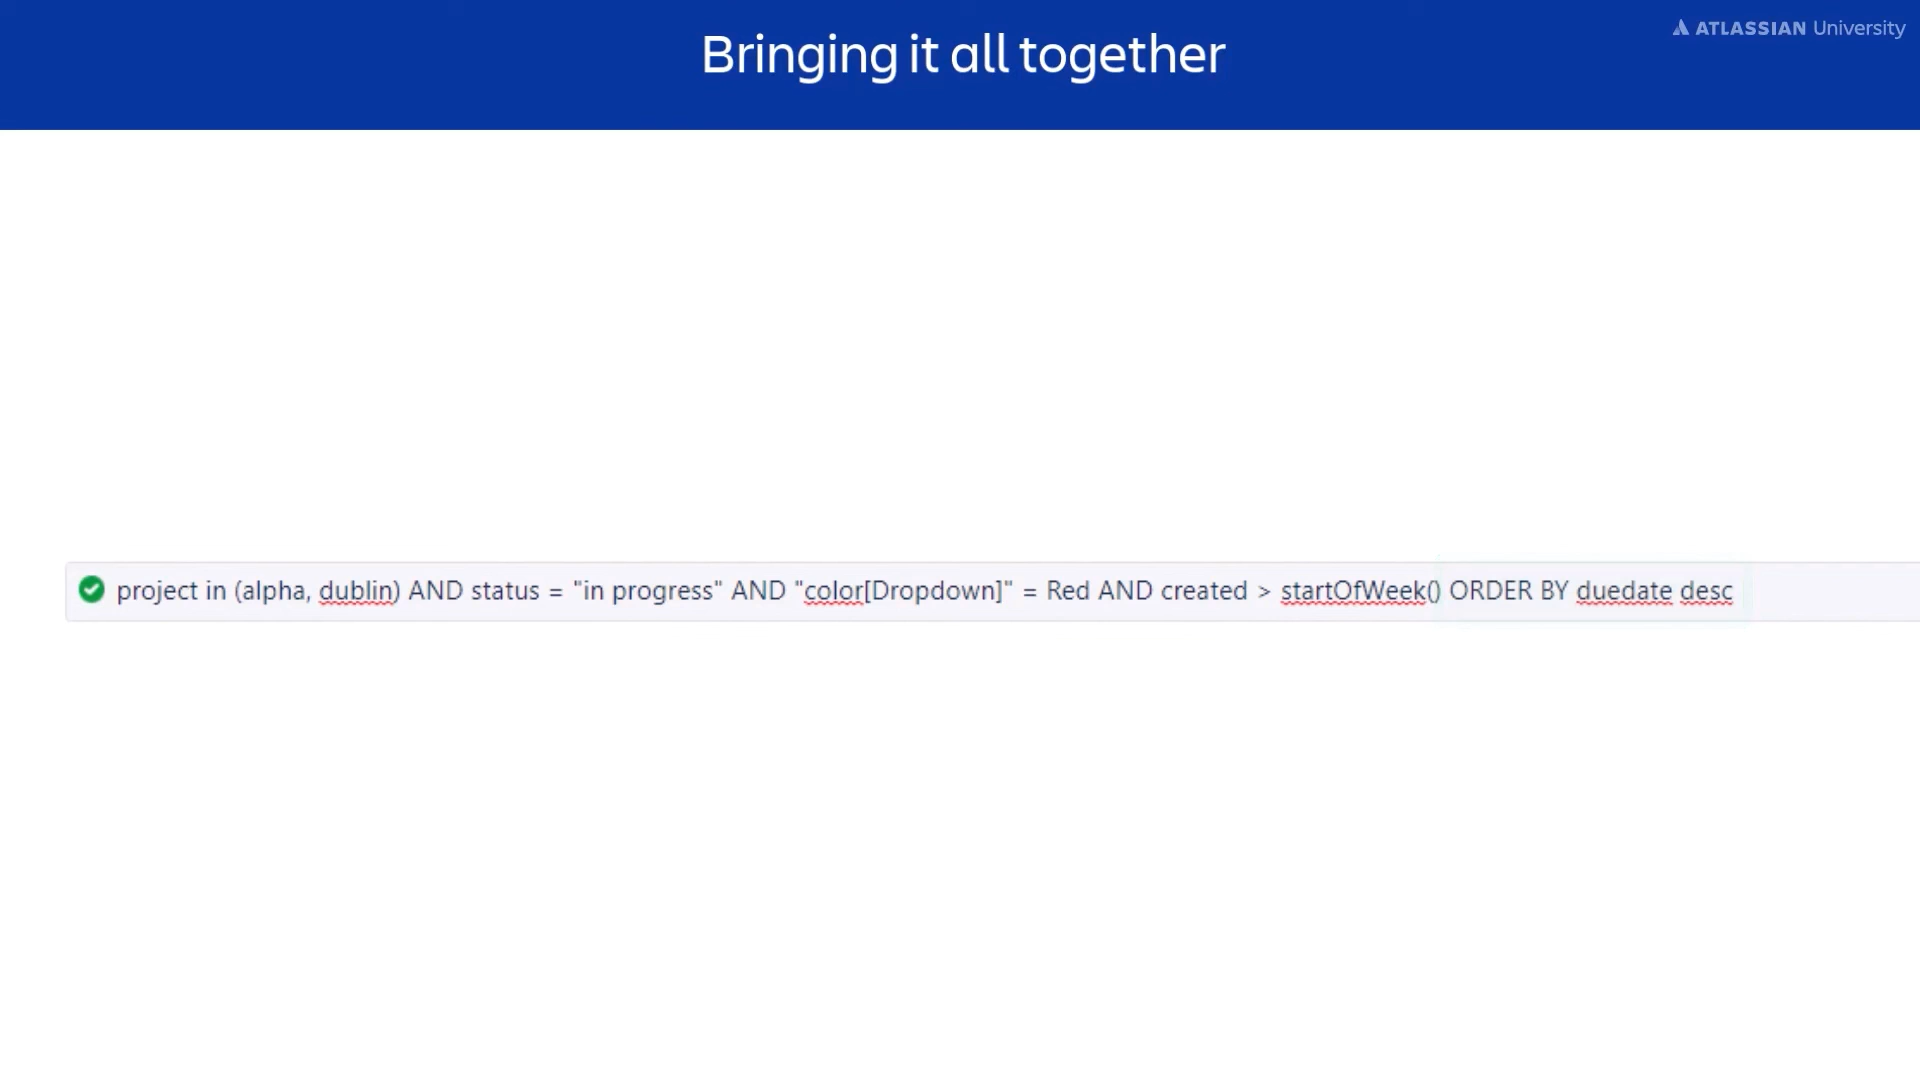 ATLASSIAN University
Bringing it all together
project in (alpha, dublin) AND status = "in progress" AND "color[Dropdown]" = Red AND created > startOfWeek() ORDER BY duedate desc